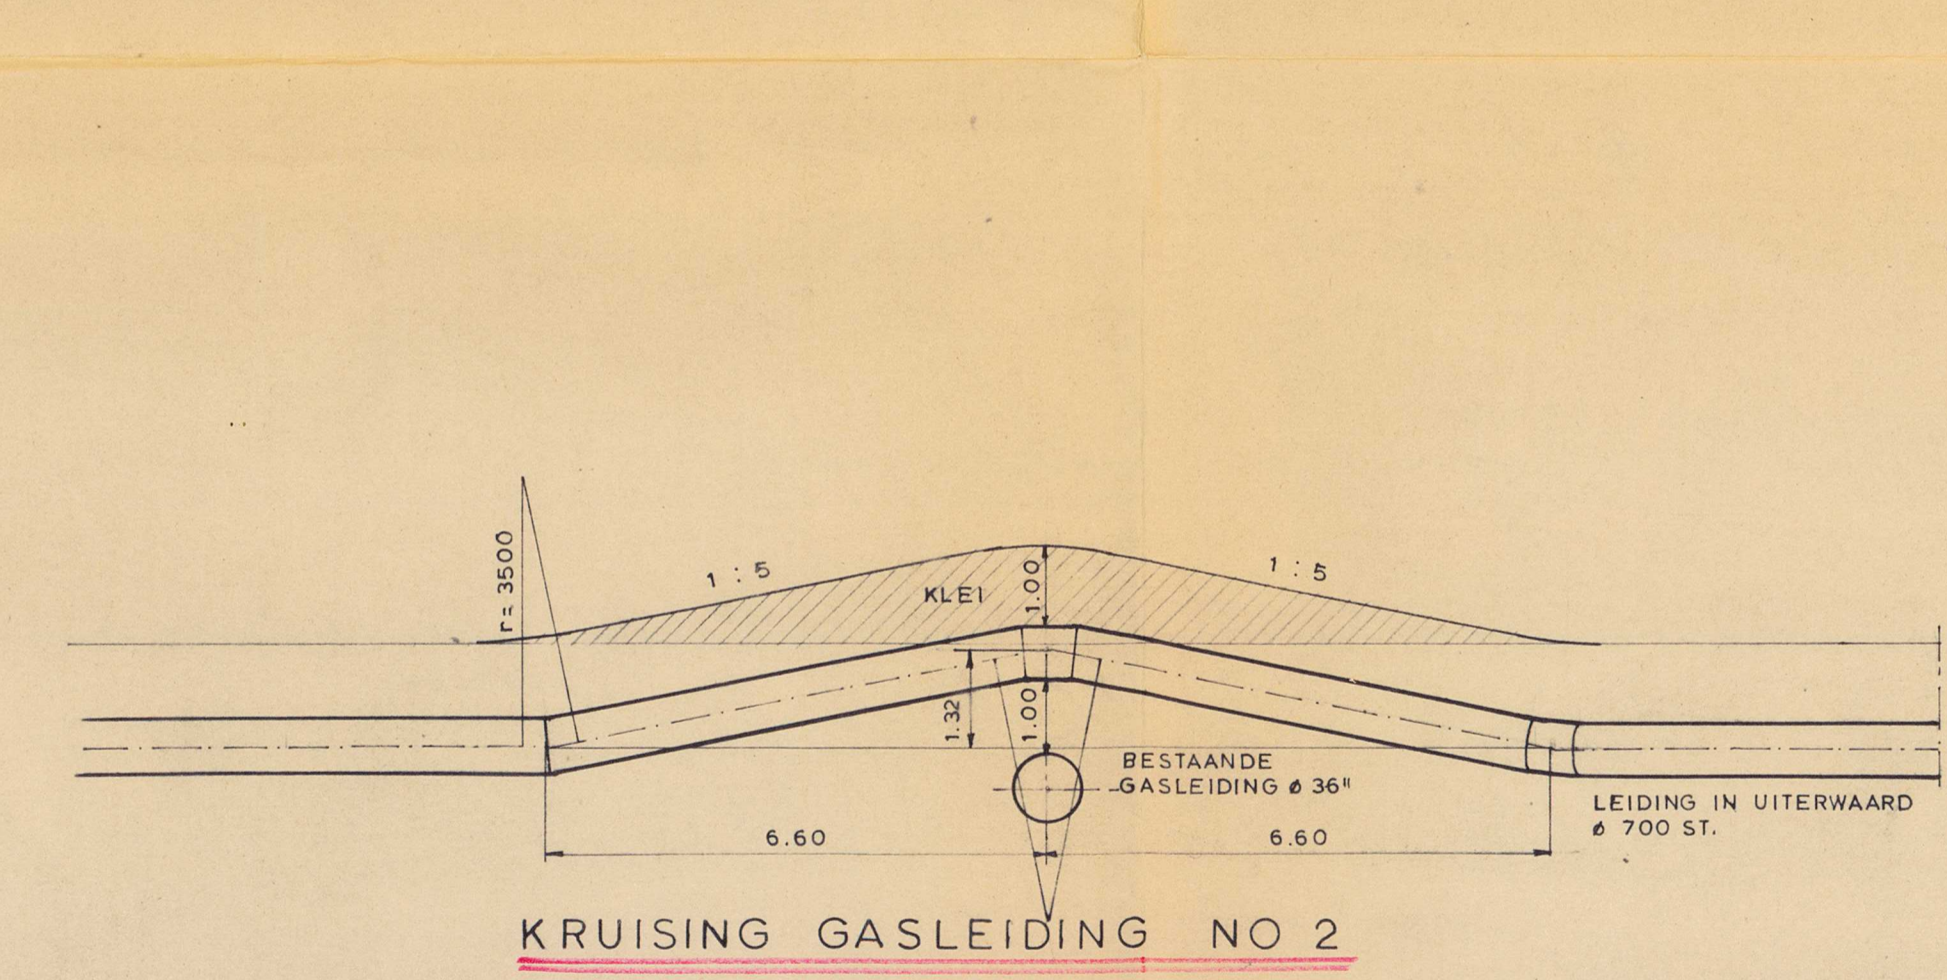 r = 3500
1 : 5
KLEI
1.00
1 : 5
1.32
1.00
BESTAANDE
GASLEIDING ø 36"
LEIDING IN UITERWAARD
ø 700 ST.
6.60
6.60
KRUISING GASLEIDING NO 2